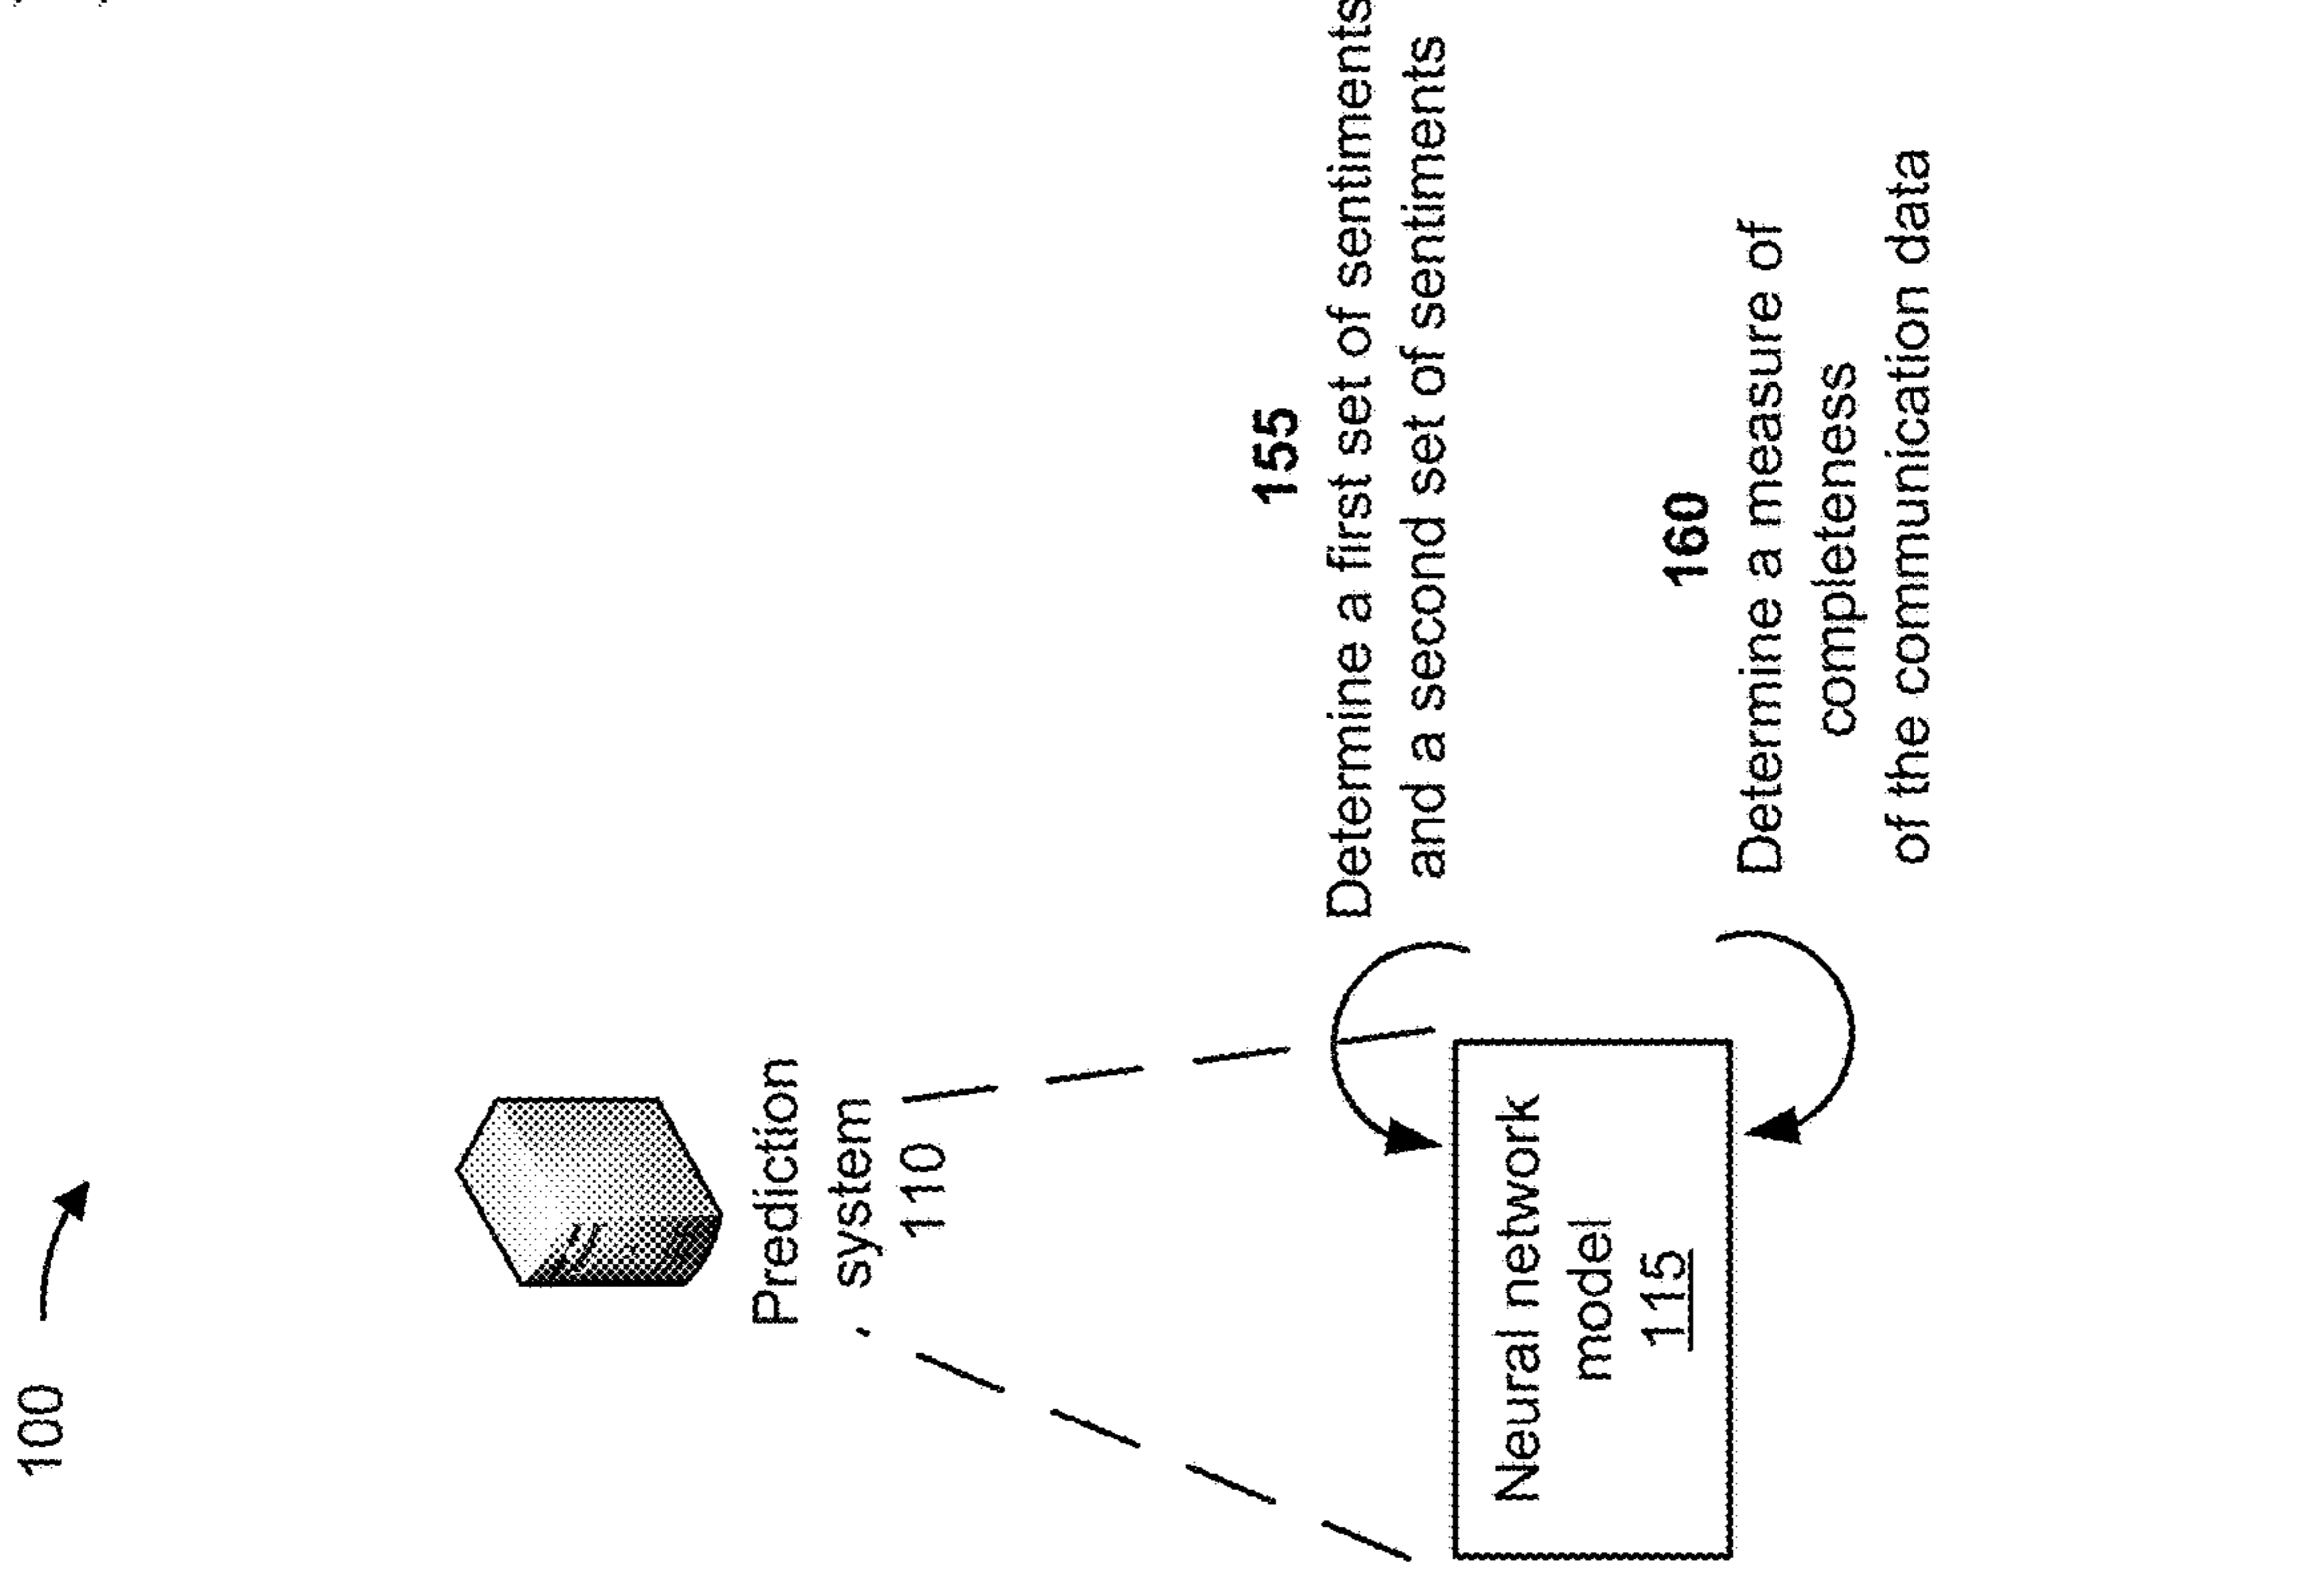 100
Prediction
system
110
155
Determine a first set of sentiments
and a second set of sentiments
Neural network
model
115
160
Determine a measure of
completeness
of the communication data